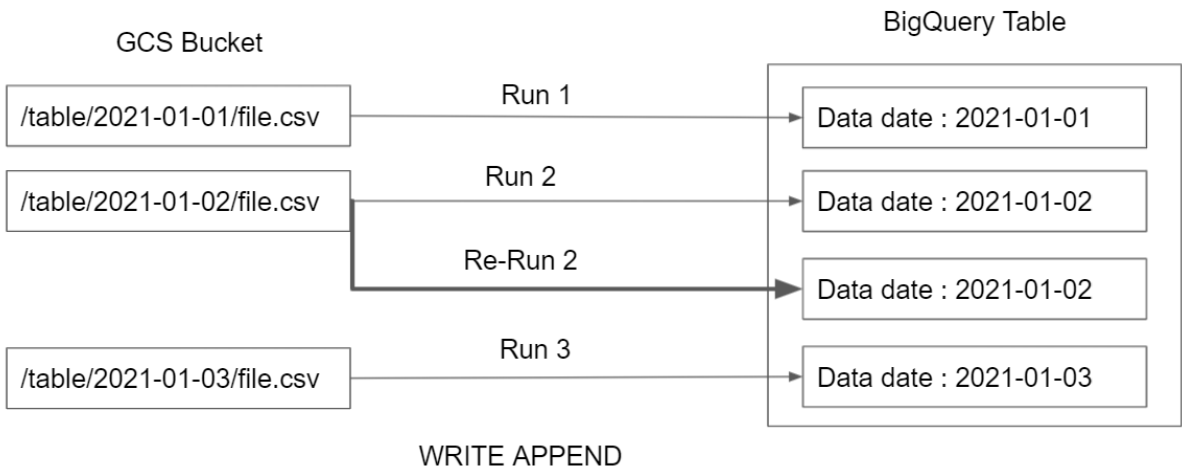 GCS Bucket
BigQuery Table
/table/2021-01-01/file.csv
Run 1
Data date : 2021-01-01
/table/2021-01-02/file.csv
Run 2
Data date : 2021-01-02
Re-Run 2
Data date : 2021-01-02
/table/2021-01-03/file.csv
Run 3
Data date : 2021-01-03
WRITE APPEND